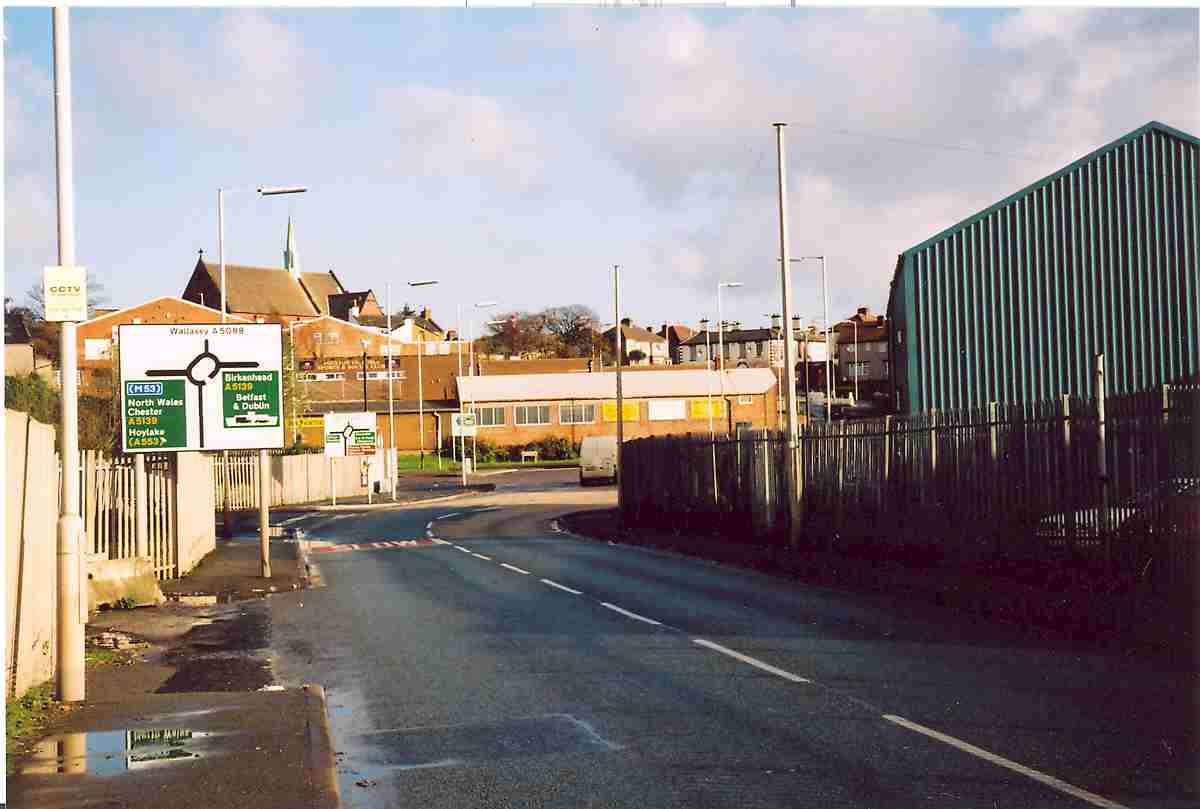 CCTV
Wallasey A5088
(M53)
North Wales
Chester
A5139
Hoylake
(A553)
Birkenhead
A5139
Belfast
& Dublin